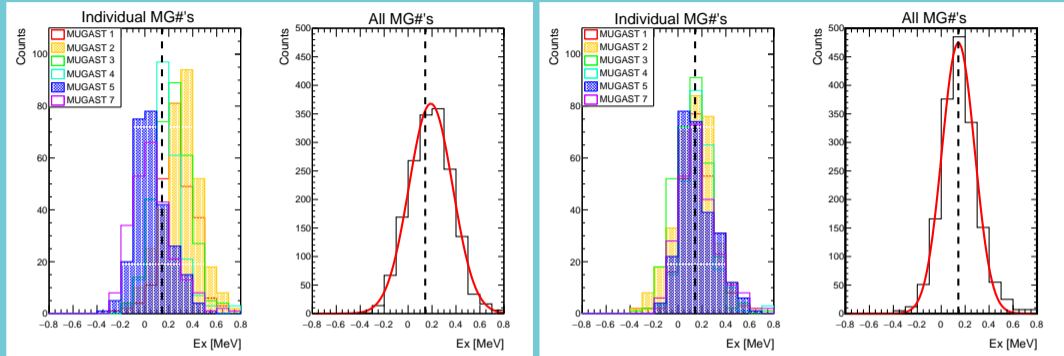 Individual MG#'s
Counts
100
80
60
40
20
0
MUGAST 1
MUGAST 2
MUGAST 3
MUGAST 4
MUGAST 5
MUGAST 7
−0.8 −0.6 −0.4 −0.2 0 0.2 0.4 0.6 0.8
Ex [MeV]
All MG#'s
Counts
500
450
400
350
300
250
200
150
100
50
0
−0.8 −0.6 −0.4 −0.2 0 0.2 0.4 0.6 0.8
Ex [MeV]
Individual MG#'s
Counts
100
80
60
40
20
0
MUGAST 1
MUGAST 2
MUGAST 3
MUGAST 4
MUGAST 5
MUGAST 7
−0.8 −0.6 −0.4 −0.2 0 0.2 0.4 0.6 0.8
Ex [MeV]
All MG#'s
Counts
500
450
400
350
300
250
200
150
100
50
0
−0.8 −0.6 −0.4 −0.2 0 0.2 0.4 0.6 0.8
Ex [MeV]